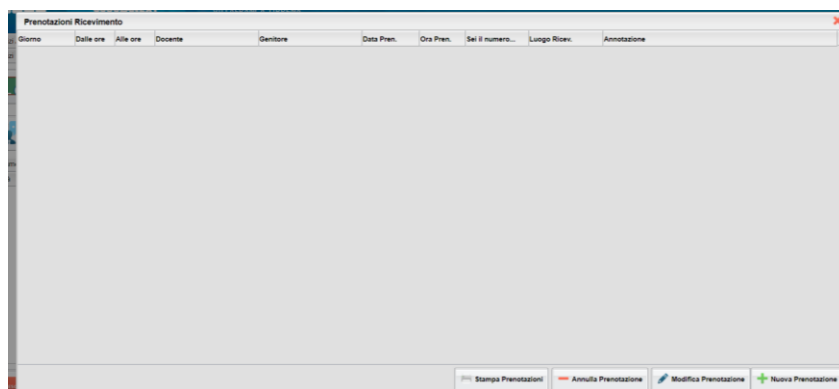 Prenotazioni Ricevimento
Giorno Dalle ore Alle ore Docente Genitore Data Pren. Ora Pren. Sei il numero... Luogo Ricev. Annotazione
Stampa Prenotazioni Annulla Prenotazione Modifica Prenotazione Nuova Prenotazione